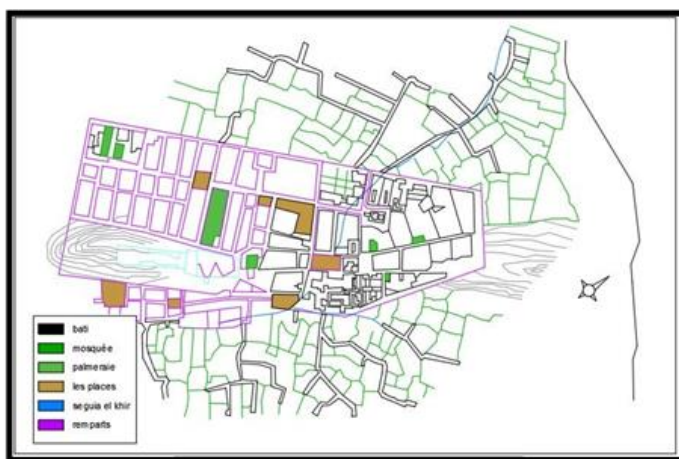 bati
mosquée
palmeraie
les places
seguia el khir
remparts